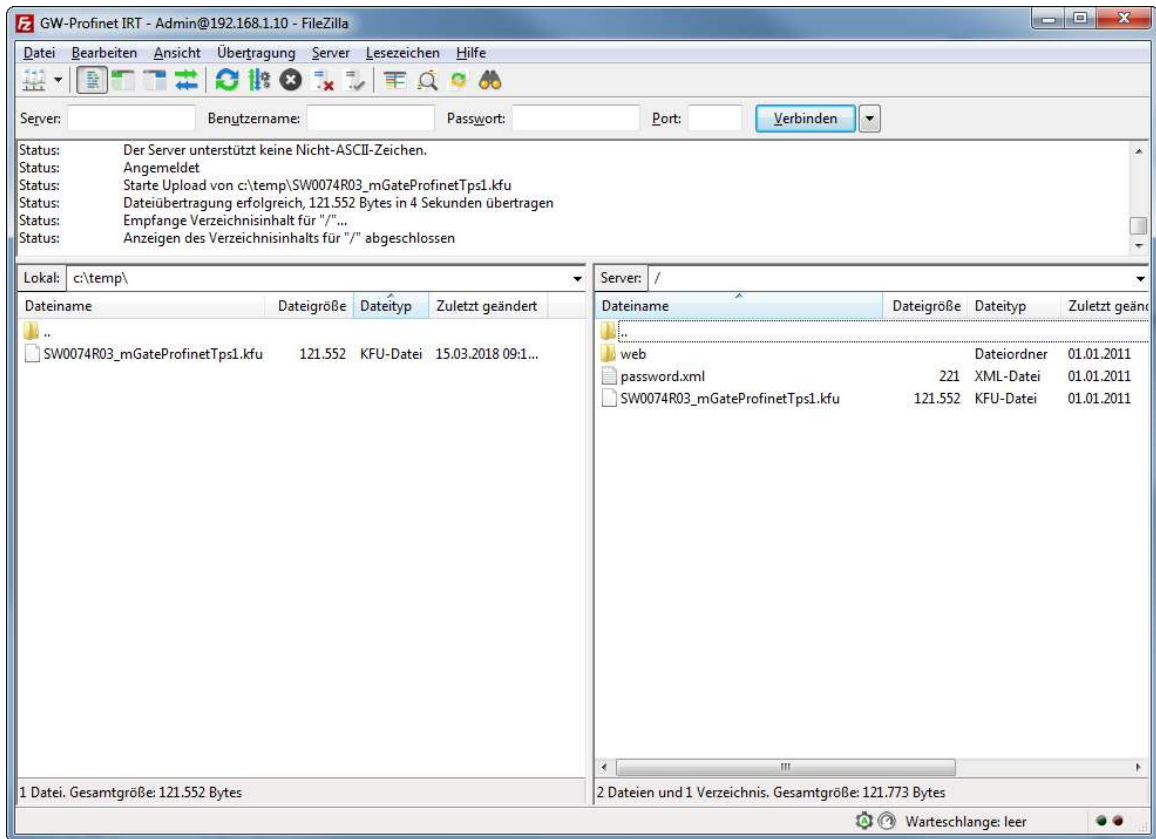 GW-Profinet IRT - Admin@192.168.1.10 - FileZilla
Datei Bearbeiten Ansicht Übertragung Server Lesezeichen Hilfe
Server: Benutzername: Passwort: Port: Verbinden
Status: Der Server unterstützt keine Nicht-ASCII-Zeichen.
Status: Angemeldet
Status: Starte Upload von c:\temp\SW0074R03_mGateProfinetTps1.kfu
Status: Dateiübertragung erfolgreich, 121.552 Bytes in 4 Sekunden übertragen
Status: Empfange Verzeichnisinhalt für "/"...
Status: Anzeigen des Verzeichnisinhalts für "/" abgeschlossen
Lokal: c:\temp\
Dateiname Dateigröße Dateityp Zuletzt geändert
..
SW0074R03_mGateProfinetTps1.kfu 121.552 KFU-Datei 15.03.2018 09:1...
1 Datei. Gesamtgröße: 121.552 Bytes
Server: /
Dateiname Dateigröße Dateityp Zuletzt geänd
..
web Dateiordner 01.01.2011
password.xml 221 XML-Datei 01.01.2011
SW0074R03_mGateProfinetTps1.kfu 121.552 KFU-Datei 01.01.2011
2 Dateien und 1 Verzeichnis. Gesamtgröße: 121.773 Bytes
Warteschlange: leer